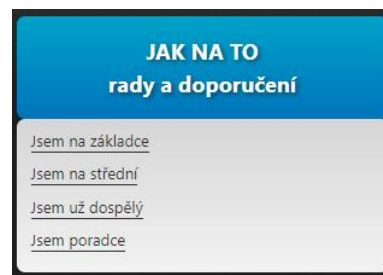 JAK NA TO
rady a doporučení
Jsem na základce
Jsem na střední
Jsem už dospělý
Jsem poradce